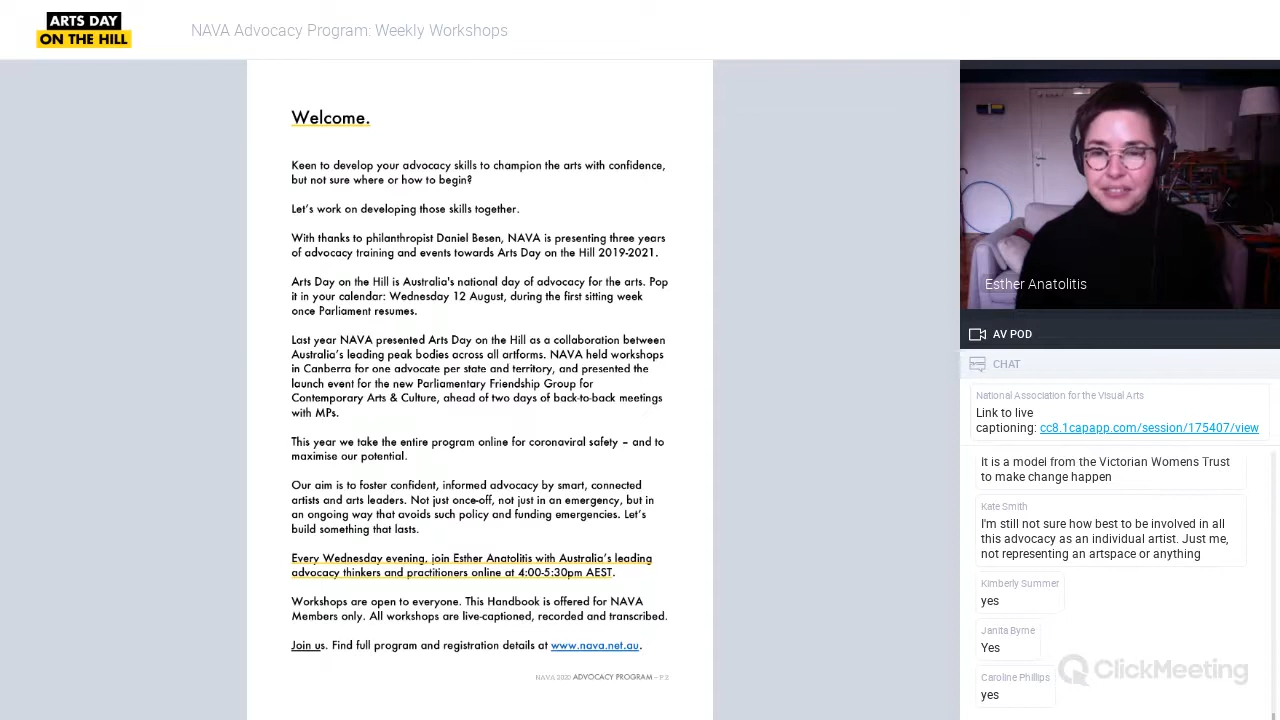 ARTS DAY
ON THE HILL
NAVA Advocacy Program: Weekly Workshops
Welcome.
Keen to develop your advocacy skills to champion the arts with confidence,
but not sure where or how to begin?
Let's work on developing those skills together.
With thanks to philanthropist Daniel Besen, NAVA is presenting three years
of advocacy training and events towards Arts Day on the Hill 2019-2021.
Arts Day on the Hill is Australia's national day of advocacy for the arts. Pop
it in your calendar: Wednesday 12 August, during the first sitting week
once Parliament resumes.
Last year NAVA presented Arts Day on the Hill as a collaboration between
Australia's leading peak bodies across all artforms. NAVA held workshops
in Canberra for one advocate per state and territory, and presented the
launch event for the new Parliamentary Friendship Group for
Contemporary Arts & Culture, ahead of two days of back-to-back meetings
with MPs.
This year we take the entire program online for coronaviral safety – and to
maximise our potential.
Our aim is to foster confident, informed advocacy by smart, connected
artists and arts leaders. Not just once-off, not just in an emergency, but in
an ongoing way that avoids such policy and funding emergencies. Let's
build something that lasts.
Every Wednesday evening, join Esther Anatolitis with Australia's leading
advocacy thinkers and practitioners online at 4:00-5:30pm AEST.
Workshops are open to everyone. This Handbook is offered for NAVA
Members only. All workshops are live-captioned, recorded and transcribed.
Join us. Find full program and registration details at www.nava.net.au.
NAVA 2020 ADVOCACY PROGRAM – P 2
Esther Anatolitis
AV POD
CHAT
National Association for the Visual Arts
Link to live
captioning: cc8.1capapp.com/session/175407/view
It is a model from the Victorian Womens Trust
to make change happen
Kate Smith
I'm still not sure how best to be involved in all
this advocacy as an individual artist. Just me,
not representing an artspace or anything
Kimberly Summer
yes
Janita Byrne
Yes
Caroline Phillips
yes
ClickMeeting